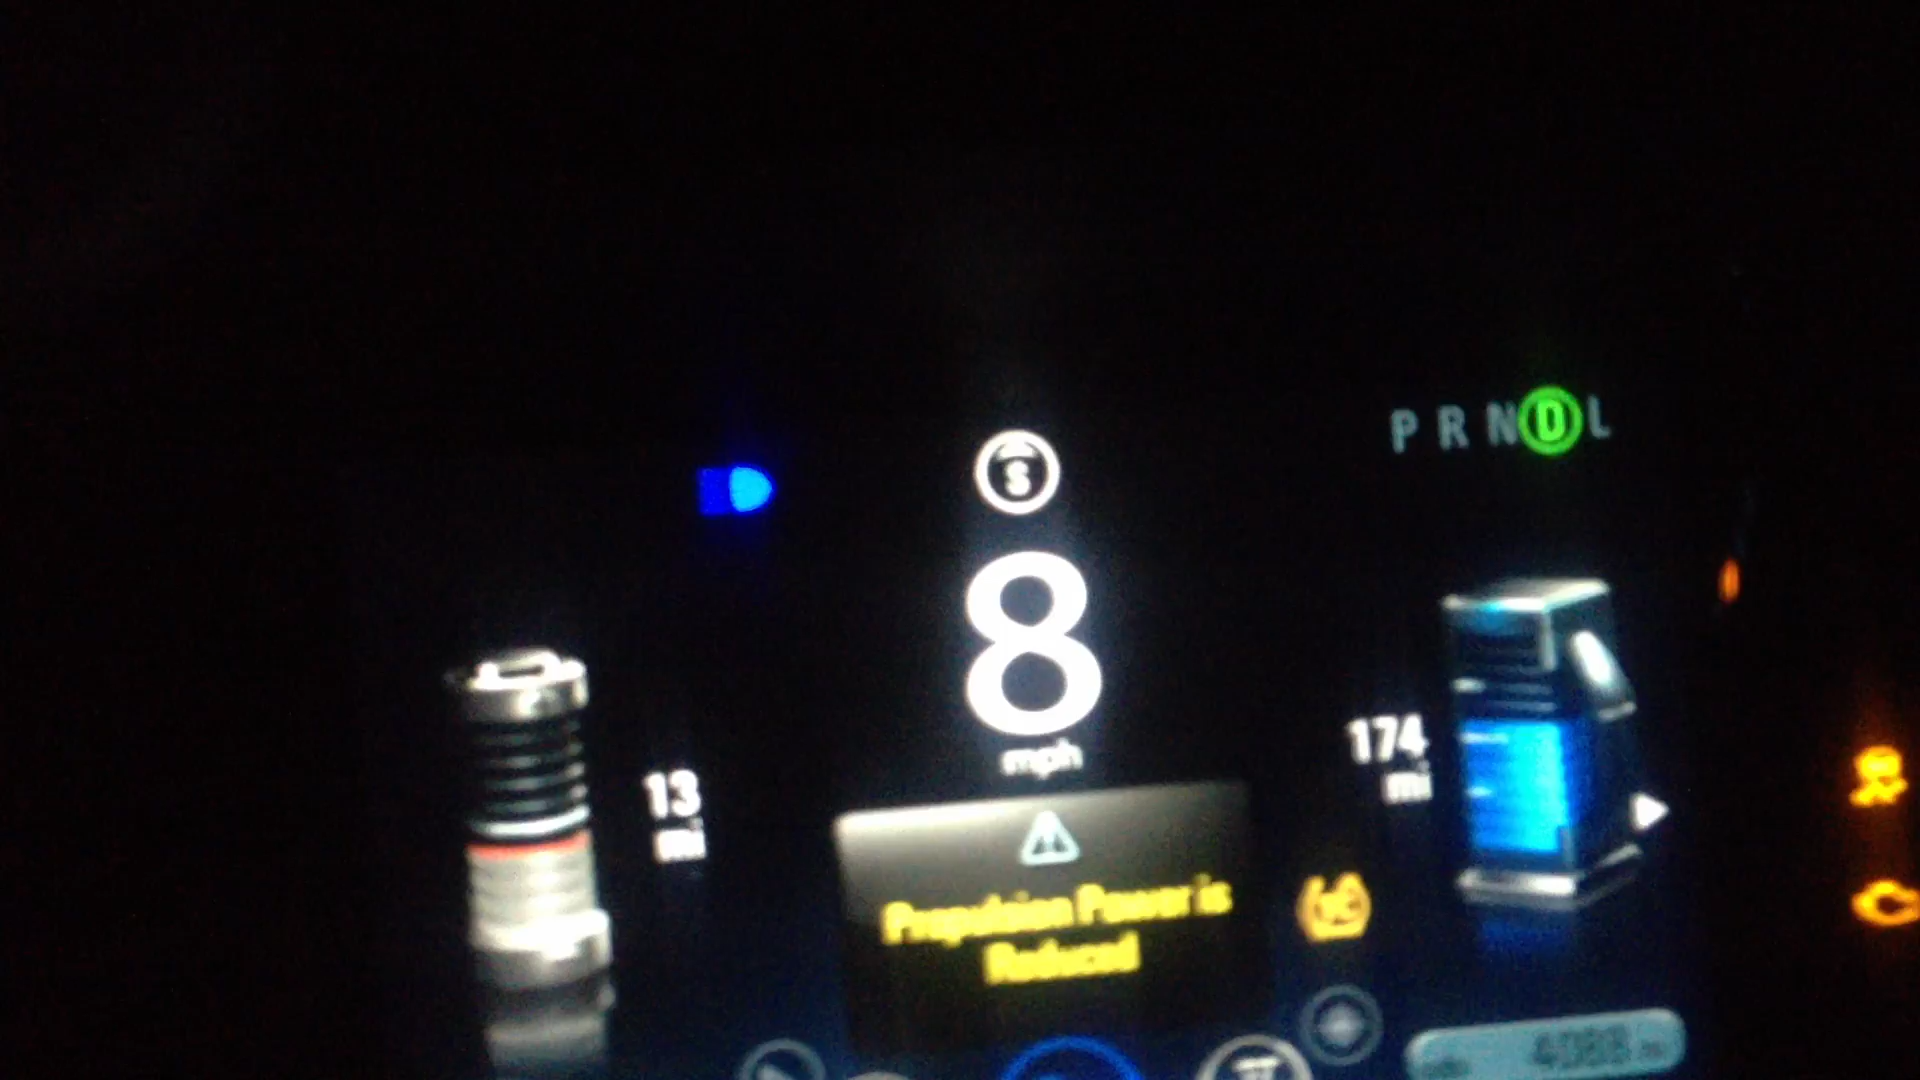 P R N D L
S
8
mph
174
mi
13
mi
Propulsion Power is
Reduced